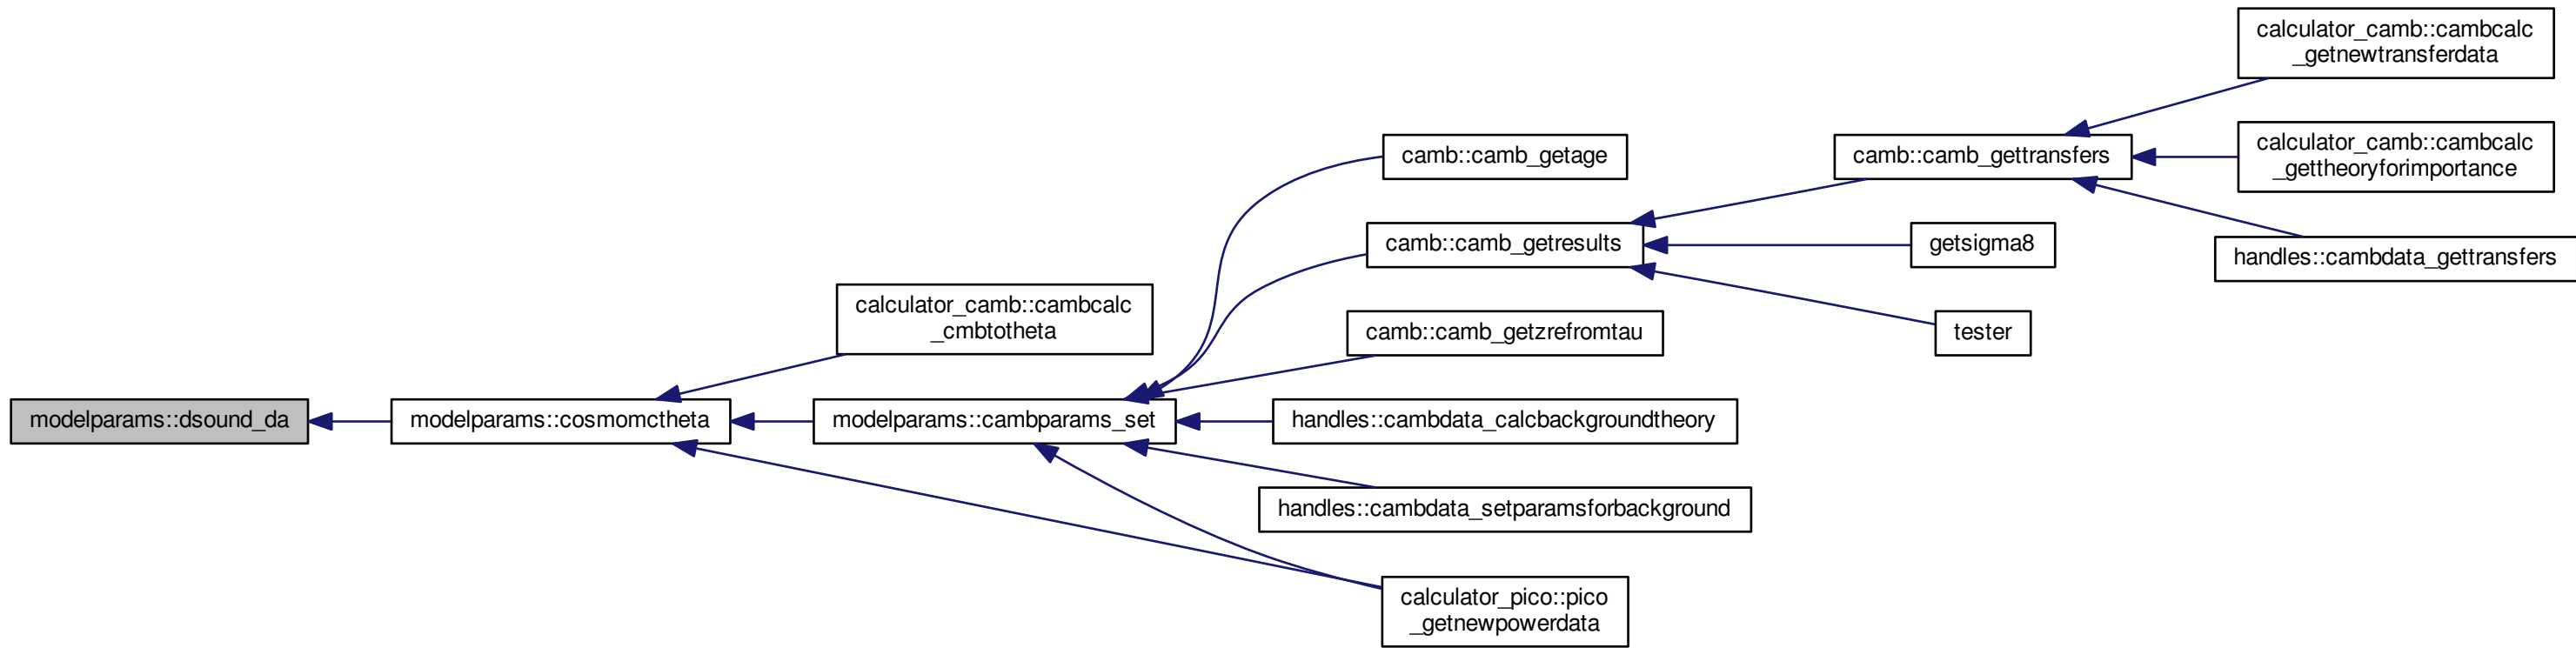 calculator_camb::cambcalc
_getnewtransferdata
camb::camb_getage
camb::camb_gettransfers
calculator_camb::cambcalc
_gettheoryforimportance
camb::camb_getresults
getsigma8
handles::cambdata_gettransfers
calculator_camb::cambcalc
_cmbtotheta
camb::camb_getzrefromtau
tester
modelparams::dsound_da
modelparams::cosmomctheta
modelparams::cambparams_set
handles::cambdata_calcbackgroundtheory
handles::cambdata_setparamsforbackground
calculator_pico::pico
_getnewpowerdata